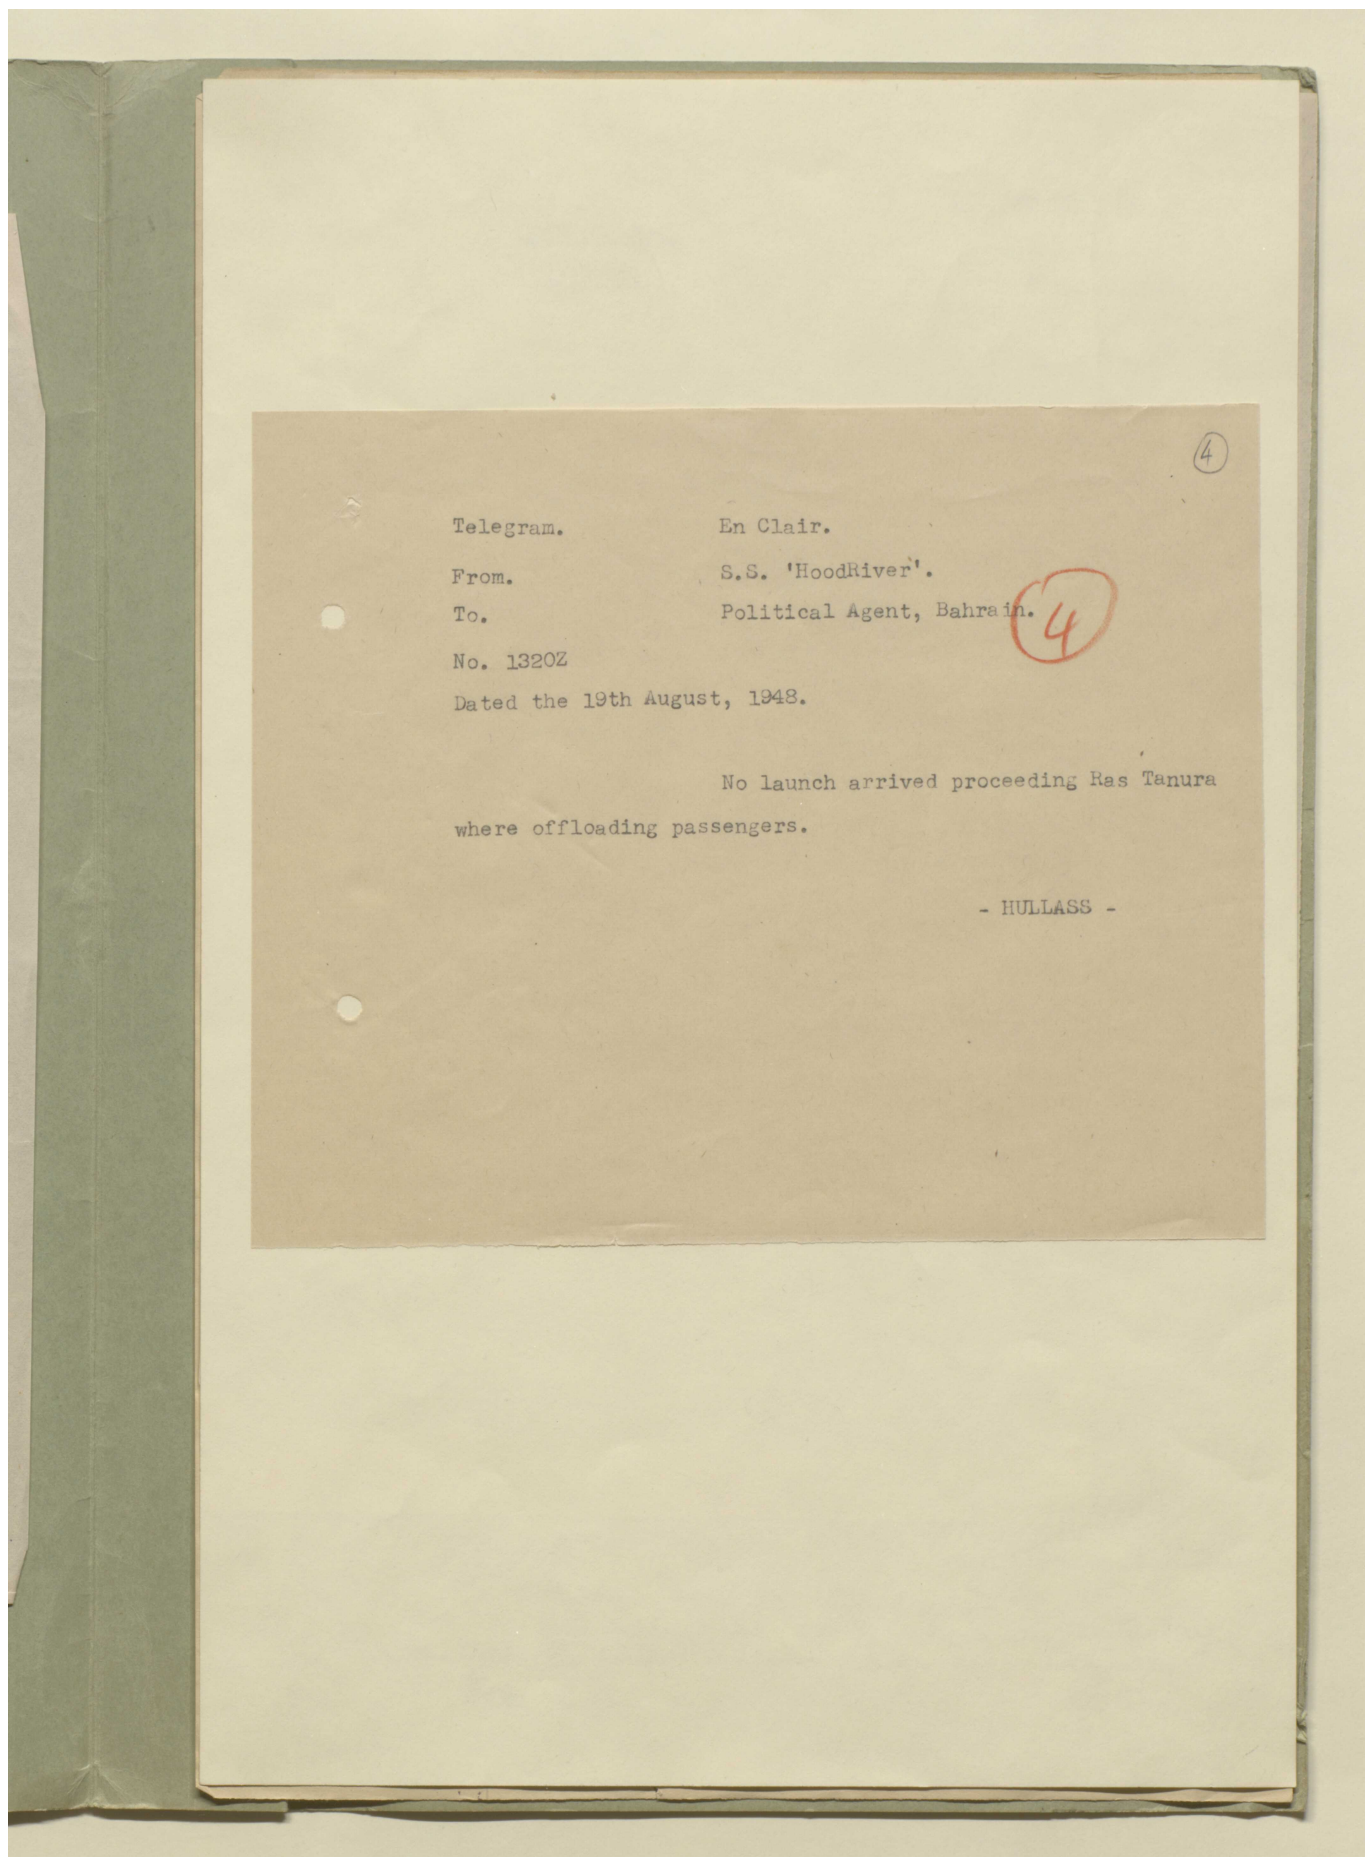 4
Telegram. En Clair.
From. S.S. 'HoodRiver'.
To. Political Agent, Bahrain.
4
No. 1320Z
Dated the 19th August, 1948.
No launch arrived proceeding Ras Tanura
where offloading passengers.
- HULLASS -